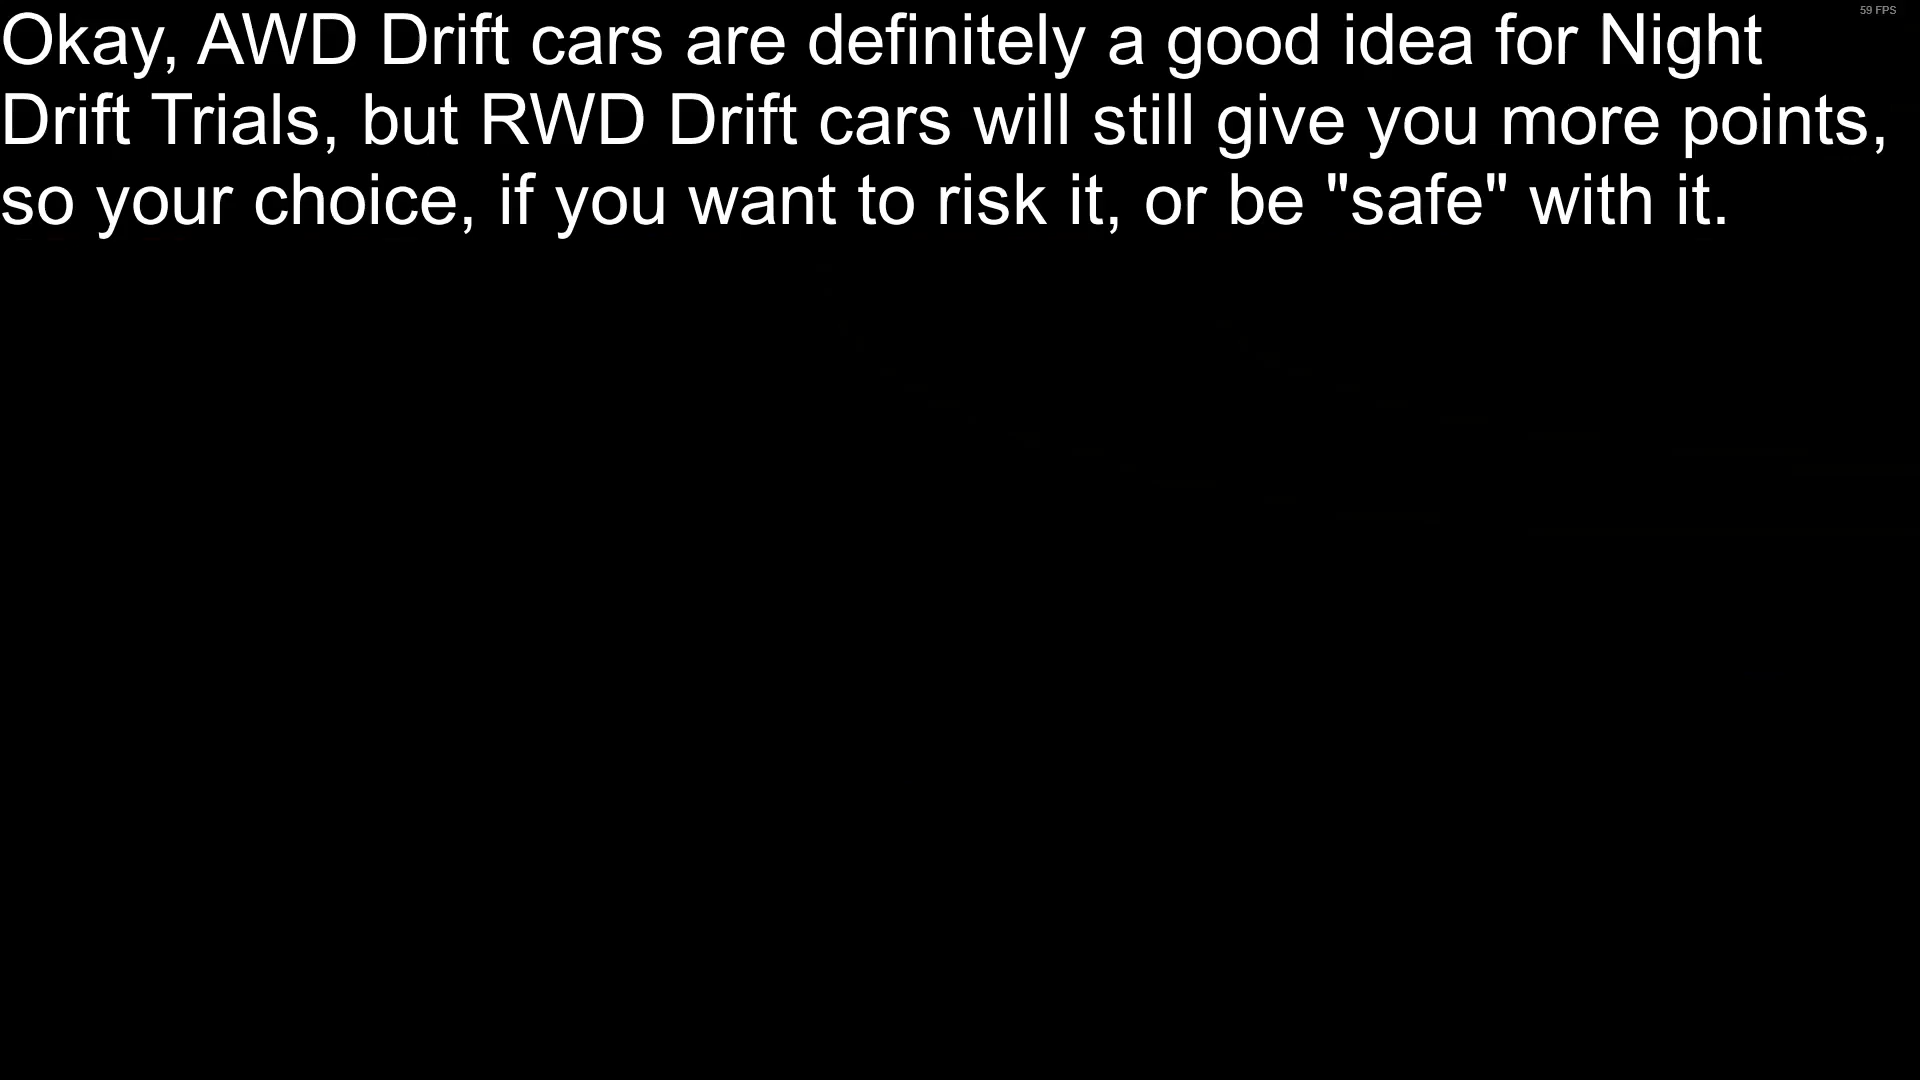 59 FPS
Okay, AWD Drift cars are definitely a good idea for Night
Drift Trials, but RWD Drift cars will still give you more points,
so your choice, if you want to risk it, or be "safe" with it.